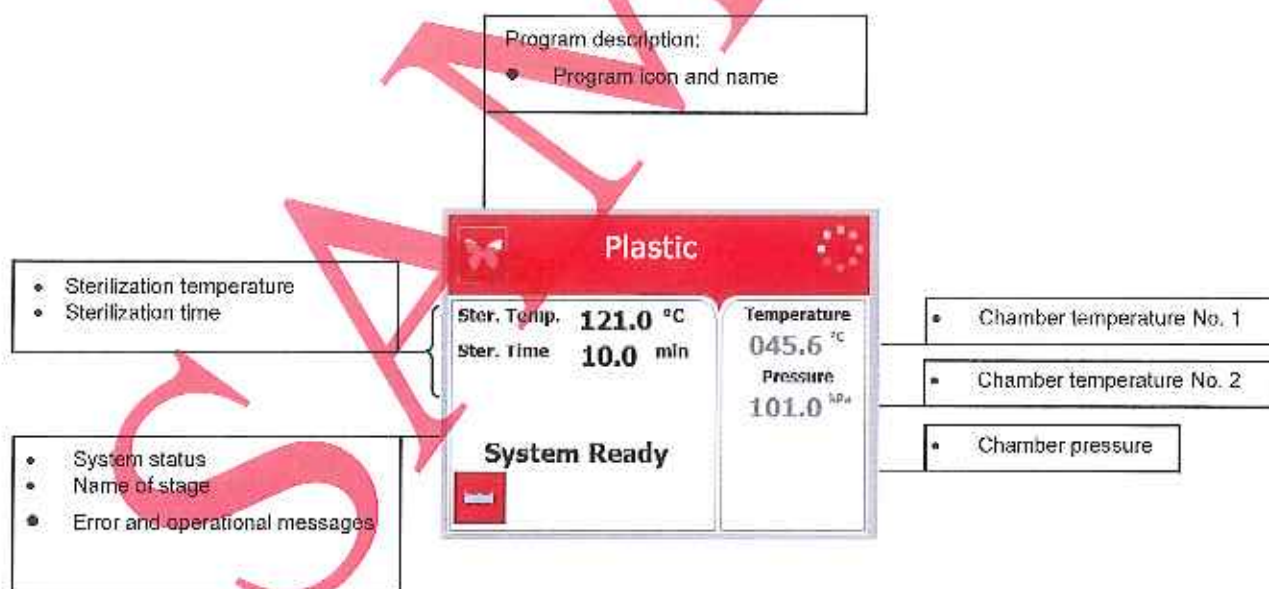 Program description:
• Program icon and name
Plastic
• Sterilization temperature
• Sterilization time
Ster. Temp. 121.0 °C
Ster. Time 10.0 min
Temperature
045.6 °C
Pressure
101.0 kPa
• Chamber temperature No. 1
• Chamber temperature No. 2
• Chamber pressure
System Ready
• System status
• Name of stage
• Error and operational messages